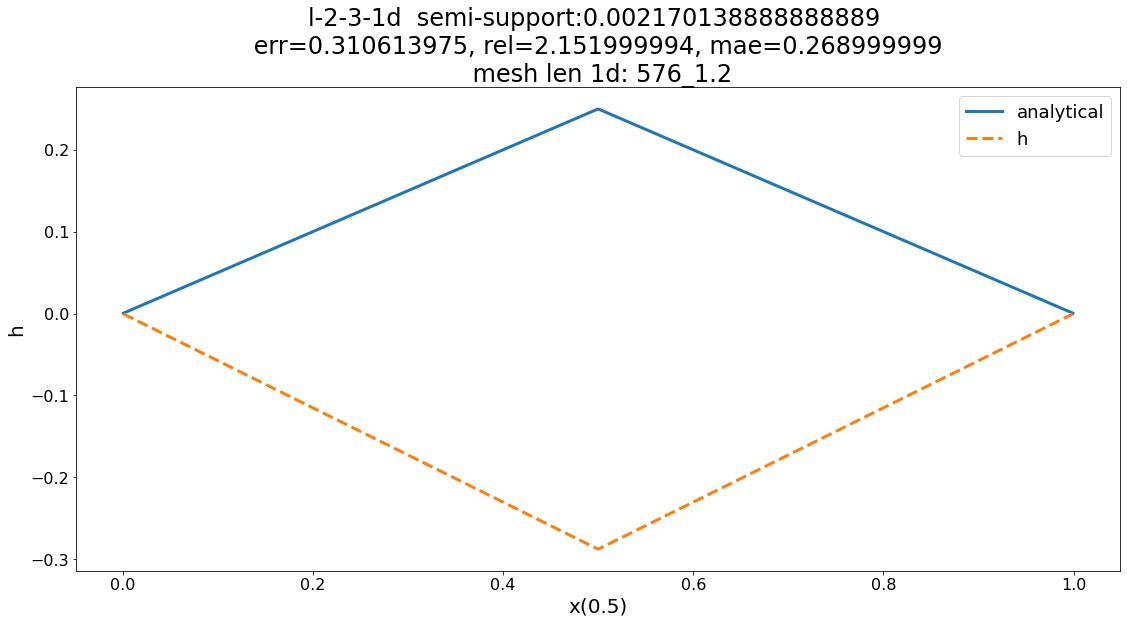 l-2-3-1d  semi-support:0.002170138888888889
err=0.310613975, rel=2.151999994, mae=0.268999999
mesh len 1d: 576_1.2
analytical
h
0.2
0.1
0.0
−0.1
−0.2
−0.3
h
0.0
0.2
0.4
0.6
0.8
1.0
x(0.5)